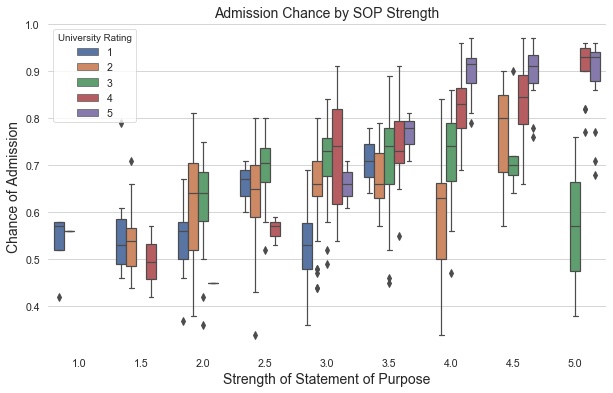 Admission Chance by SOP Strength
University Rating
1
2
3
4
5
Chance of Admission
1.0
0.9
0.8
0.7
0.6
0.5
0.4
1.0 1.5 2.0 2.5 3.0 3.5 4.0 4.5 5.0
Strength of Statement of Purpose